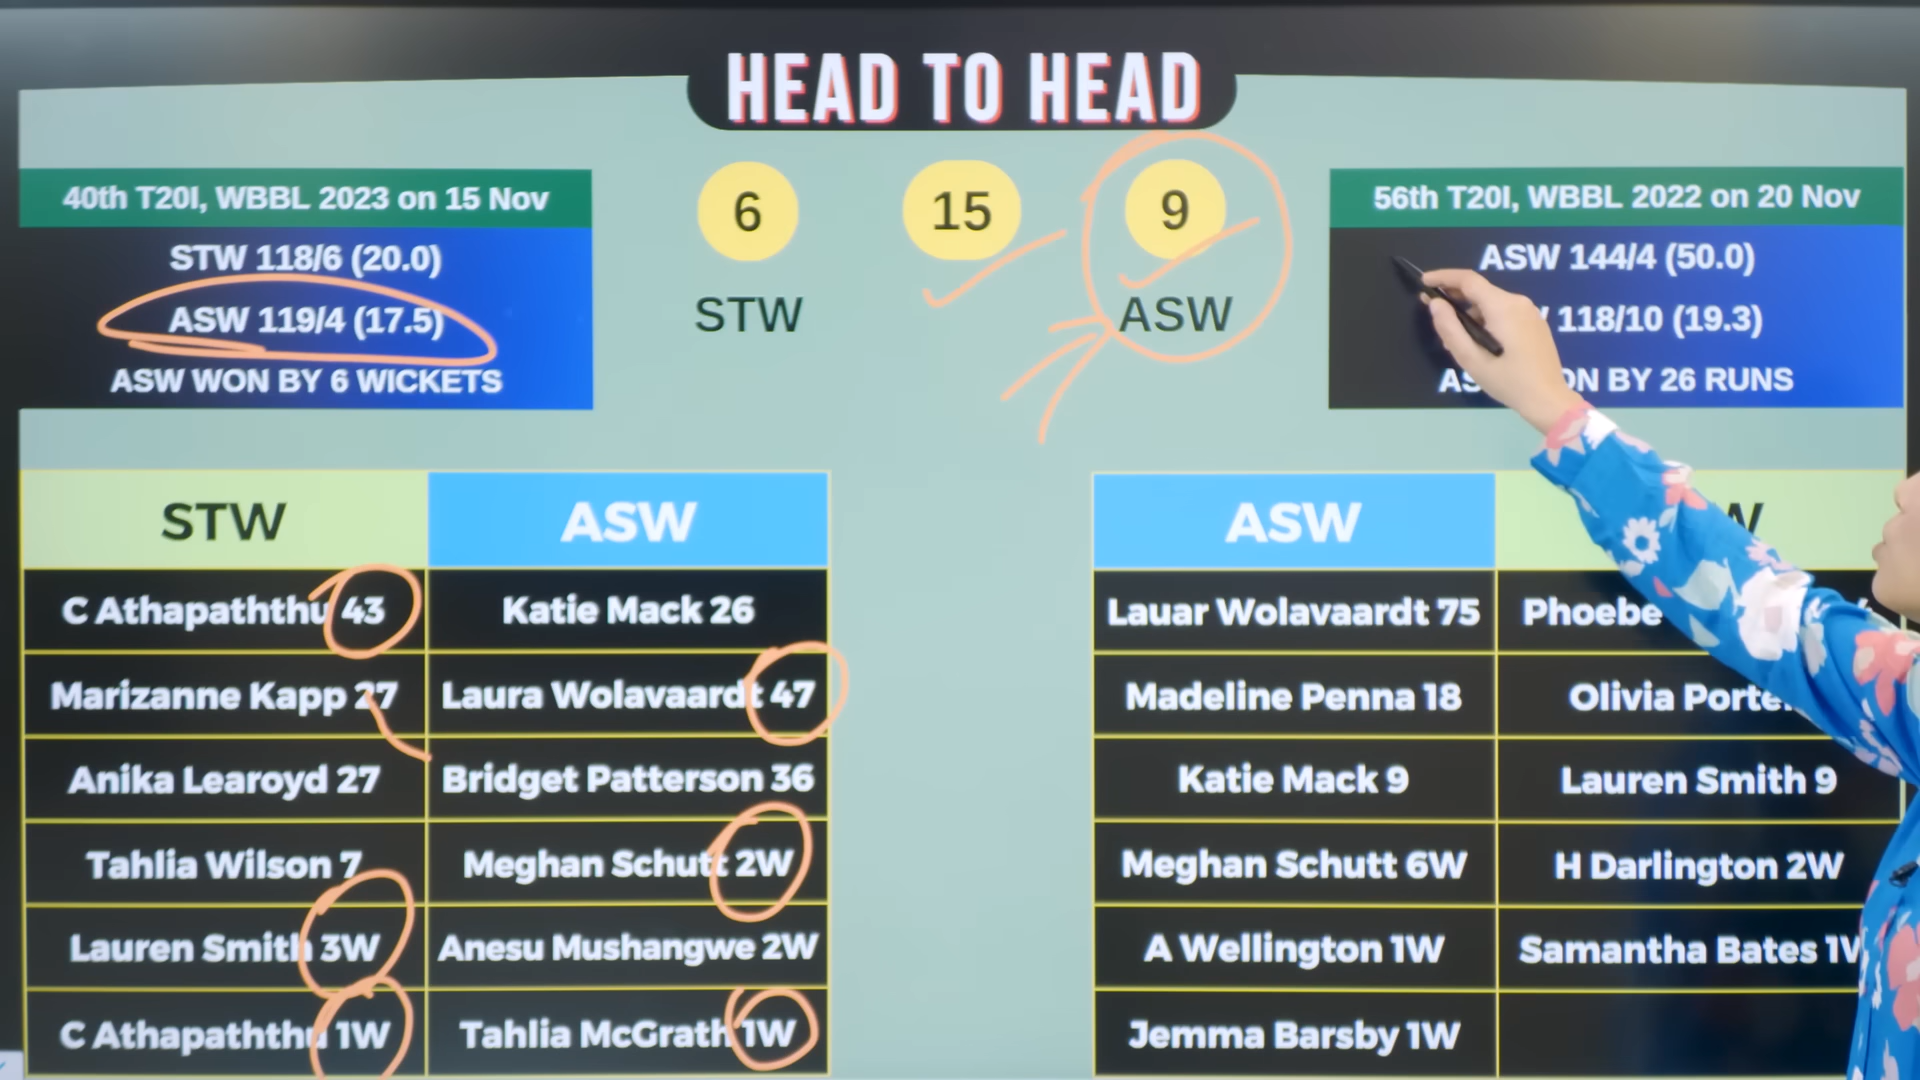 HEAD TO HEAD
40th T20I, WBBL 2023 on 15 Nov
STW 118/6 (20.0)
ASW 119/4 (17.5)
ASW WON BY 6 WICKETS
6
15
9
STW
ASW
56th T20I, WBBL 2022 on 20 Nov
ASW 144/4 (50.0)
118/10 (19.3)
BY 26 RUNS
STW
ASW
C Athapaththu 43
Katie Mack 26
Marizanne Kapp 27
Laura Wolavaardt 47
Anika Learoyd 27
Bridget Patterson 36
Tahlia Wilson 7
Meghan Schutt 2W
Lauren Smith 3W
Anesu Mushangwe 2W
C Athapaththu 1W
Tahlia McGrath 1W
ASW
Lauar Wolavaardt 75
Phoebe
Madeline Penna 18
Olivia
Katie Mack 9
Lauren Smith 9
Meghan Schutt 6W
H Darlington 2W
A Wellington 1W
Samantha Bates 1W
Jemma Barsby 1W